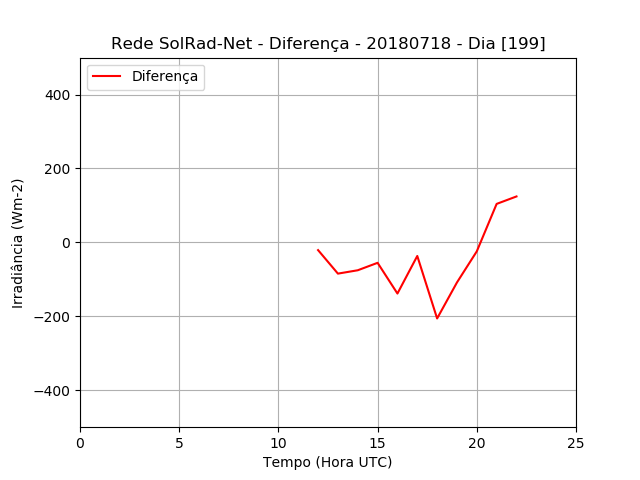 Rede SolRad-Net - Diferença - 20180718 - Dia [199]
Diferença
400
200
0
−200
−400
Irradiância (Wm-2)
0 5 10 15 20 25
Tempo (Hora UTC)